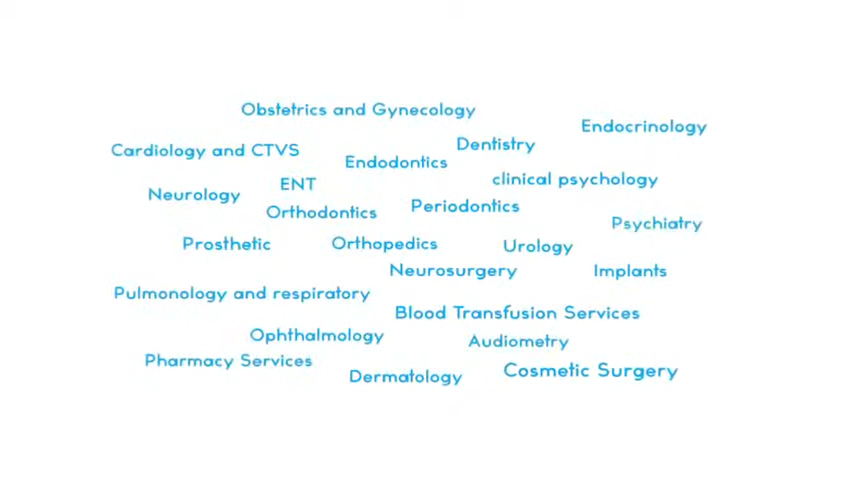 Obstetrics and Gynecology
Endocrinology
Cardiology and CTVS
Dentistry
Endodontics
clinical psychology
ENT
Neurology
Periodontics
Orthodontics
Psychiatry
Prosthetic
Orthopedics
Urology
Neurosurgery
Implants
Pulmonology and respiratory
Blood Transfusion Services
Ophthalmology
Audiometry
Pharmacy Services
Cosmetic Surgery
Dermatology